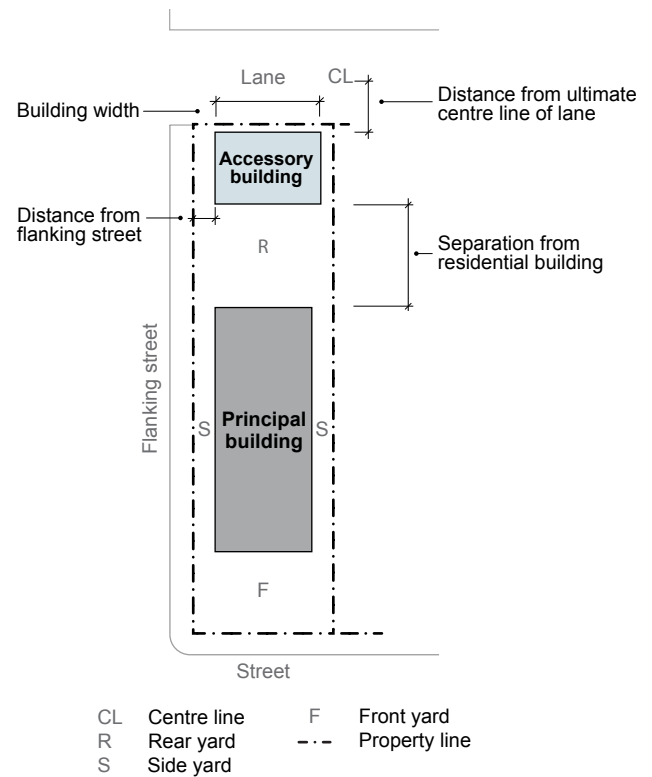 Lane
CL
Building width
Distance from ultimate
centre line of lane
Accessory
building
Distance from
flanking street
R
Separation from
residential building
Flanking street
S
Principal
building
S
F
Street
CL Centre line
R Rear yard
S Side yard
F Front yard
Property line